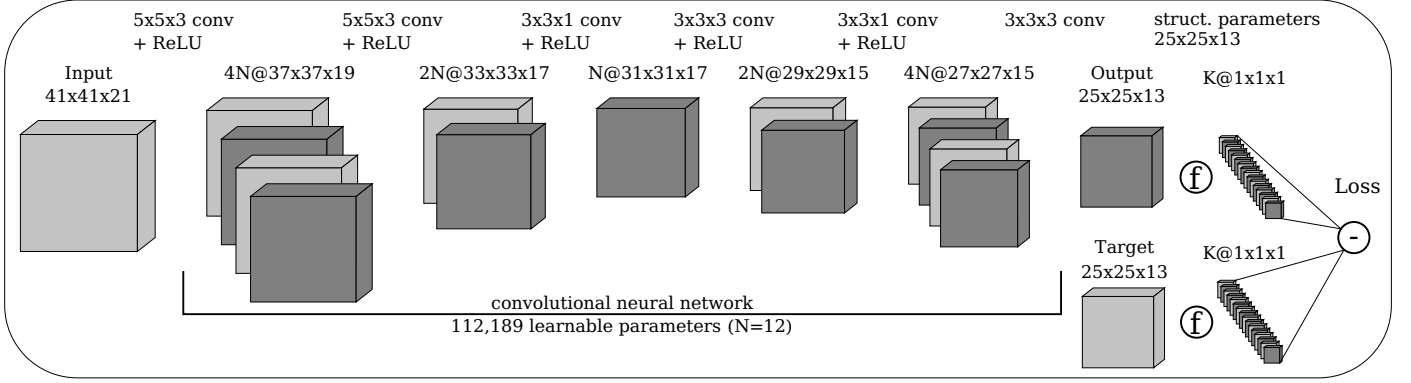 5x5x3 conv
+ ReLU
5x5x3 conv
+ ReLU
3x3x1 conv
+ ReLU
3x3x3 conv
+ ReLU
3x3x1 conv
+ ReLU
3x3x3 conv
struct. parameters
25x25x13
Input
41x41x21
4N@37x37x19
2N@33x33x17
N@31x31x17
2N@29x29x15
4N@27x27x15
Output
25x25x13
K@1x1x1
f
Loss
-
Target
25x25x13
K@1x1x1
f
convolutional neural network
112,189 learnable parameters (N=12)